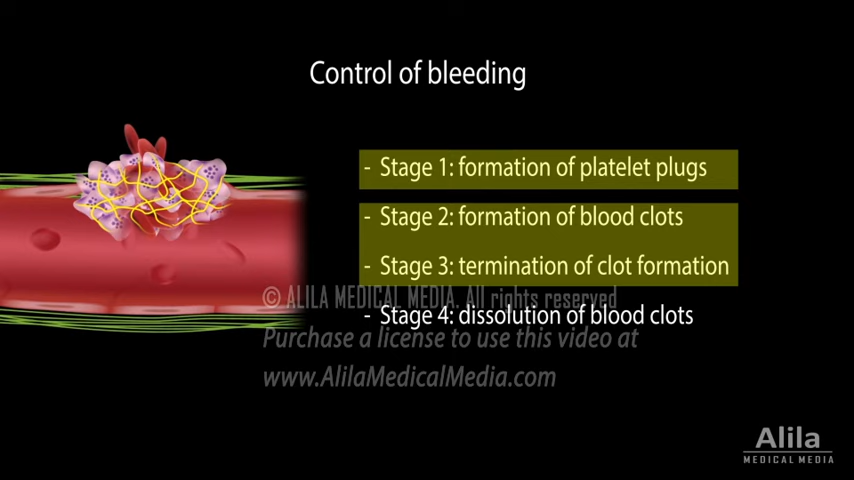 Control of bleeding
- Stage 1: formation of platelet plugs
- Stage 2: formation of blood clots
- Stage 3: termination of clot formation
© ALILA MEDICAL MEDIA. All rights reserved
- Stage 4: dissolution of blood clots
Purchase a license to use this video at
www.AlilaMedicalMedia.com
Alila
MEDICAL MEDIA